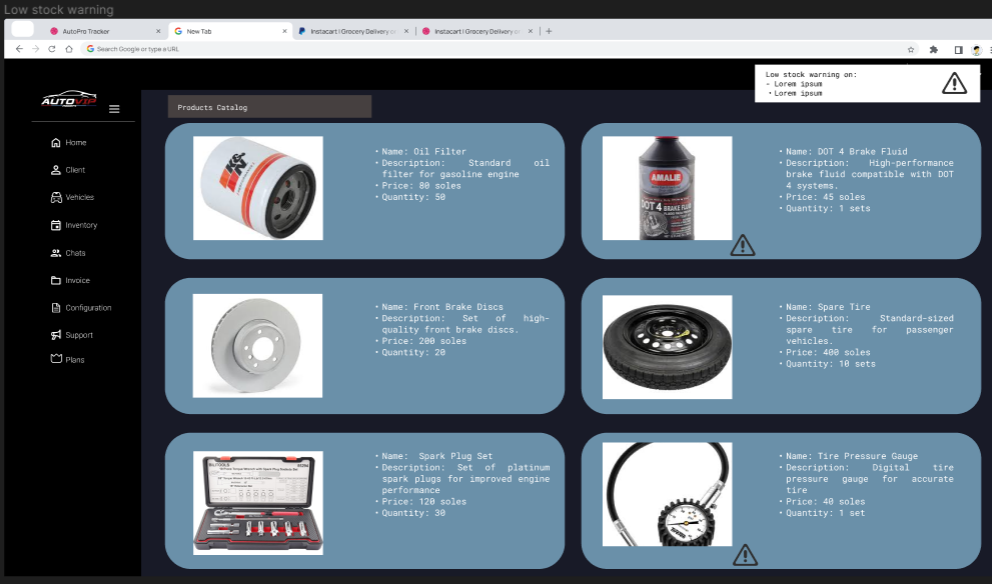 Low stock warning
AutoPro Tracker
New Tab
Instacart | Grocery Delivery
Instacart | Grocery Delivery
Search Google or type a URL
Low stock warning on:
- Lorem ipsum
• Lorem ipsum
AUTOVIP
Products Catalog
Home
Client
Vehicles
Inventory
Chats
Invoice
Configuration
Support
Plans
K&N
• Name: Oil Filter
• Description: Standard oil
filter for gasoline engine
• Price: 80 soles
• Quantity: 50
AMALIE
DOT 4 BRAKE FLUID
• Name: DOT 4 Brake Fluid
• Description: High-performance
brake fluid compatible with DOT
4 systems.
• Price: 45 soles
• Quantity: 1 sets
• Name: Front Brake Discs
• Description: Set of high-
quality front brake discs.
• Price: 200 soles
• Quantity: 20
• Name: Spare Tire
• Description: Standard-sized
spare tire for passenger
vehicles.
• Price: 400 soles
• Quantity: 10 sets
• Name: Spark Plug Set
• Description: Set of platinum
spark plugs for improved engine
performance
• Price: 120 soles
• Quantity: 30
• Name: Tire Pressure Gauge
• Description: Digital tire
pressure gauge for accurate
tire
• Price: 40 soles
• Quantity: 1 set